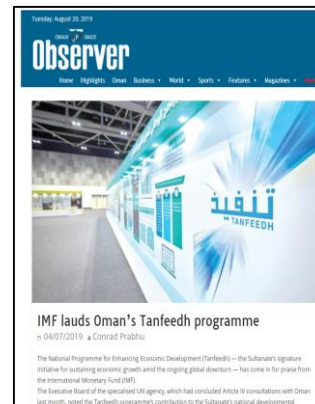 Tuesday, August 20, 2019
OMAN DAILY
Observer
Home Highlights Oman Business World Sports Features Magazines
تنفيذ
TANFEEDH
IMF lauds Oman's Tanfeedh programme
04/07/2019 Conrad Prabhu
The National Programme for Enhancing Economic Development (Tanfeedh) — the Sultanate's signature
initiative for sustaining economic growth amid the ongoing global downturn — has come in for praise from
the International Monetary Fund (IMF).
The Executive Board of the specialised UN agency, which had concluded Article IV consultations with Oman
last month, noted the Tanfeedh programme's contribution to the Sultanate's national developmental